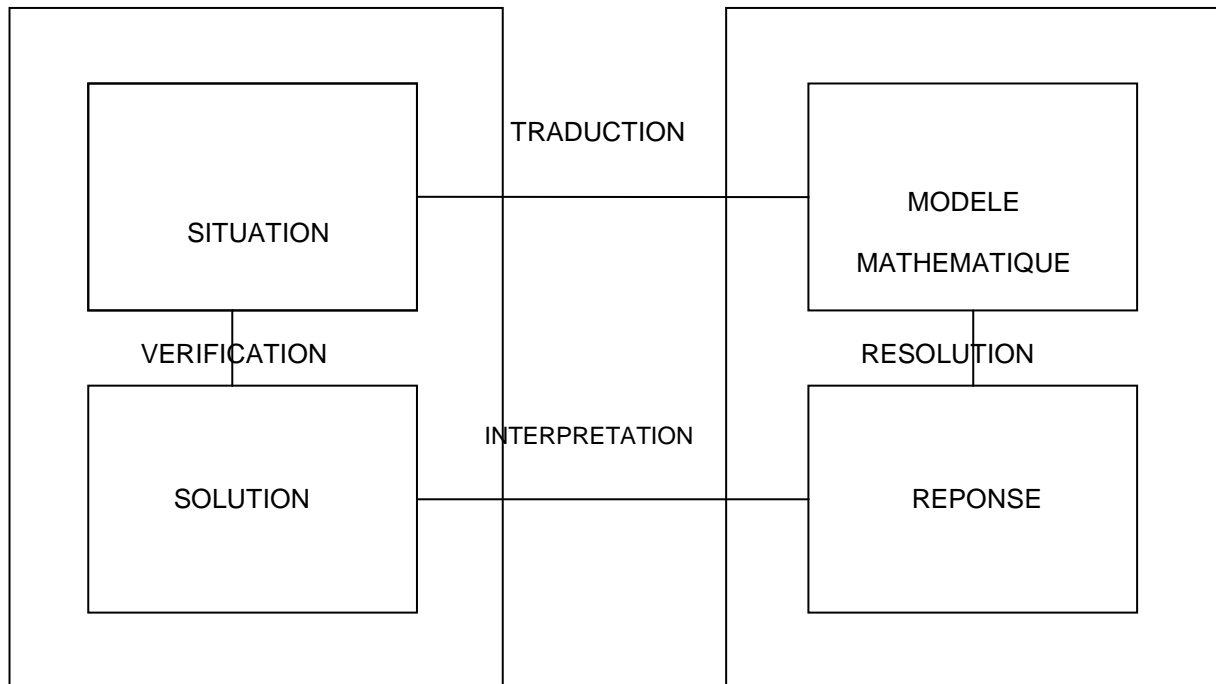 TRADUCTION
SITUATION
MODELE
MATHEMATIQUE
VERIFICATION
RESOLUTION
INTERPRETATION
SOLUTION
REPONSE